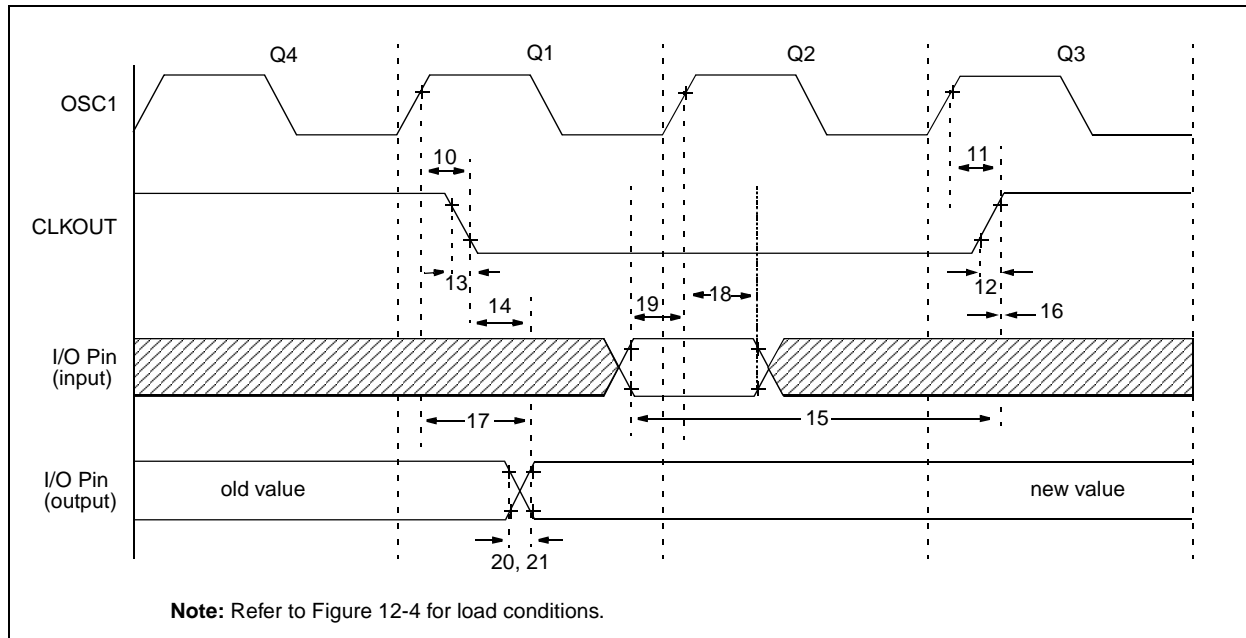 Q4 Q1 Q2 Q3
OSC1
10 11
CLKOUT
13 12
14 19 18 16
I/O Pin
(input)
17 15
I/O Pin
(output)
old value new value
20, 21
Note: Refer to Figure 12-4 for load conditions.